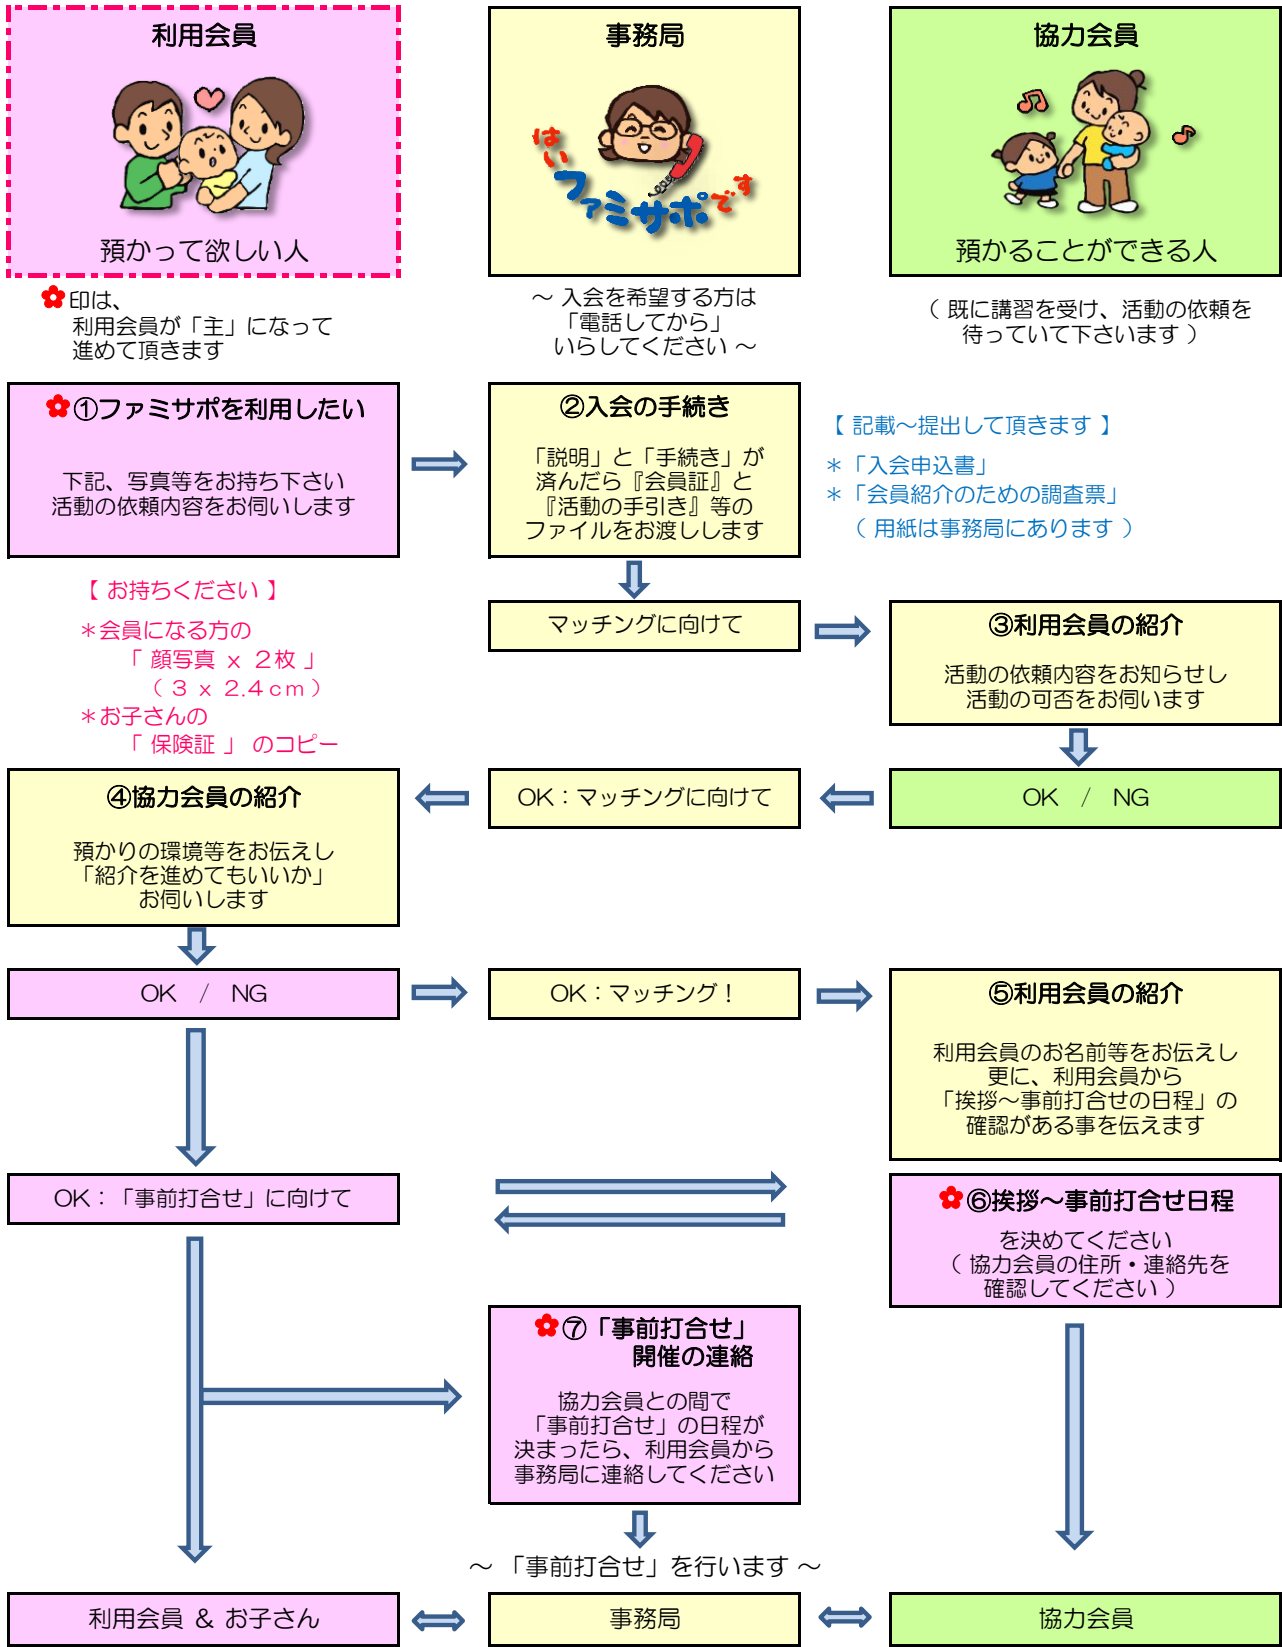 利用会員
預かって欲しい人
事務局
はい
ファミサポです
協力会員
預かることができる人
印は、
利用会員が「主」になって
進めて頂きます
～ 入会を希望する方は
「電話してから」
いらしてください ～
（ 既に講習を受け、活動の依頼を
待っていて下さいます ）
①ファミサポを利用したい
下記、写真等をお持ち下さい
活動の依頼内容をお伺いします
②入会の手続き
「説明」と「手続き」が
済んだら『会員証』と
『活動の手引き』等の
ファイルをお渡しします
【 記載～提出して頂きます 】
＊「入会申込書」
＊「会員紹介のための調査票」
（ 用紙は事務局にあります ）
【 お持ちください 】
＊会員になる方の
「 顔写真 x 2枚 」
（ 3 x 2.4cm ）
＊お子さんの
「 保険証 」 のコピー
マッチングに向けて
③利用会員の紹介
活動の依頼内容をお知らせし
活動の可否をお伺います
④協力会員の紹介
預かりの環境等をお伝えし
「紹介を進めてもいいか」
お伺いします
OK：マッチングに向けて
OK / NG
OK / NG
OK：マッチング！
⑤利用会員の紹介
利用会員のお名前等をお伝えし
更に、利用会員から
「挨拶～事前打合せの日程」の
確認がある事を伝えます
OK：「事前打合せ」に向けて
⑥挨拶～事前打合せ日程
を決めてください
（ 協力会員の住所・連絡先を
確認してください ）
⑦「事前打合せ」
開催の連絡
協力会員との間で
「事前打合せ」の日程が
決まったら、利用会員から
事務局に連絡してください
～ 「事前打合せ」を行います ～
利用会員 ＆ お子さん
事務局
協力会員